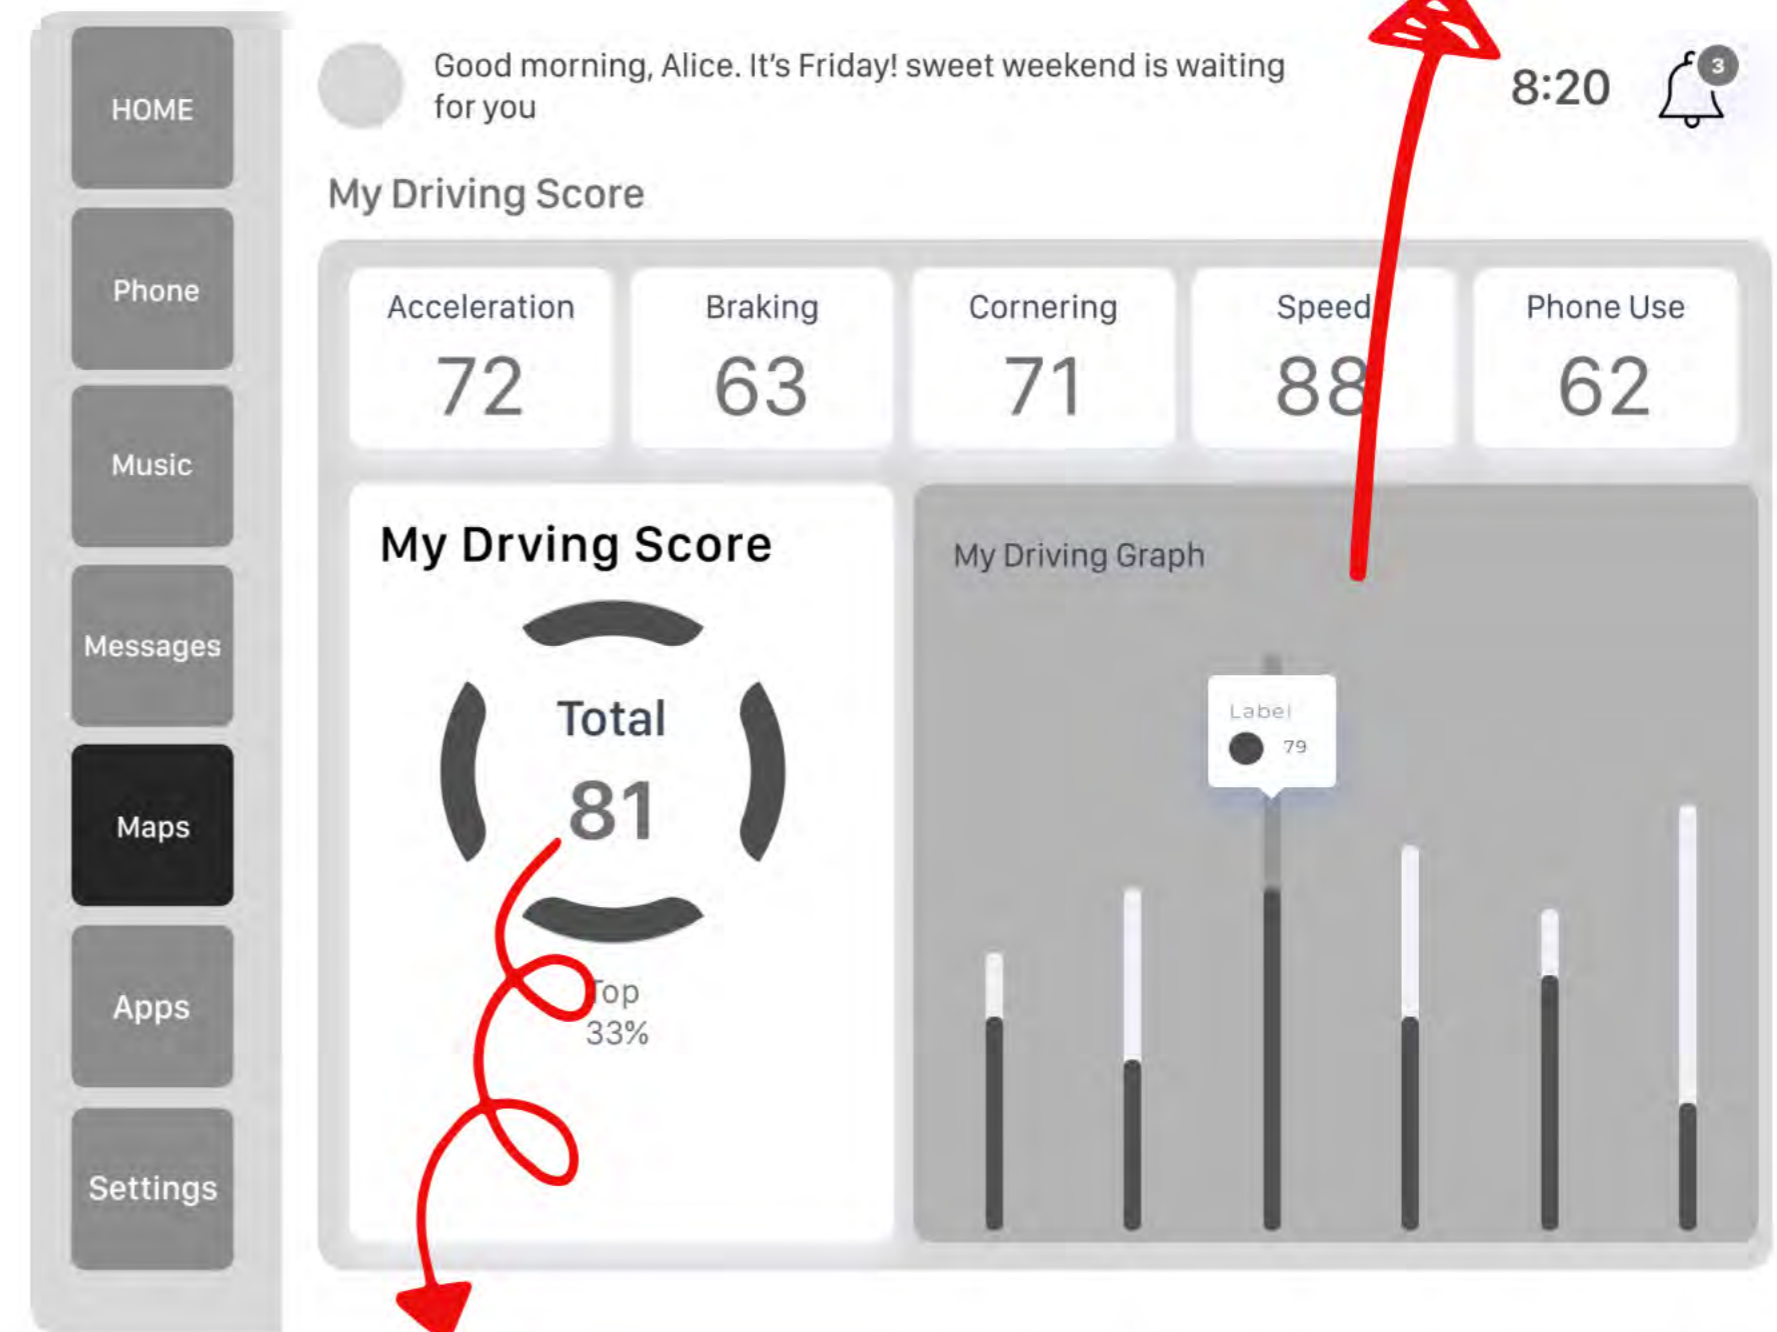 HOME
Phone
Music
Messages
Maps
Apps
Settings
Good morning, Alice. It's Friday! sweet weekend is waiting
for you
8:20
3
My Driving Score
Acceleration
72
Braking
63
Cornering
71
Speed
88
Phone Use
62
My Drving Score
Total
81
Top
33%
My Driving Graph
Label
79